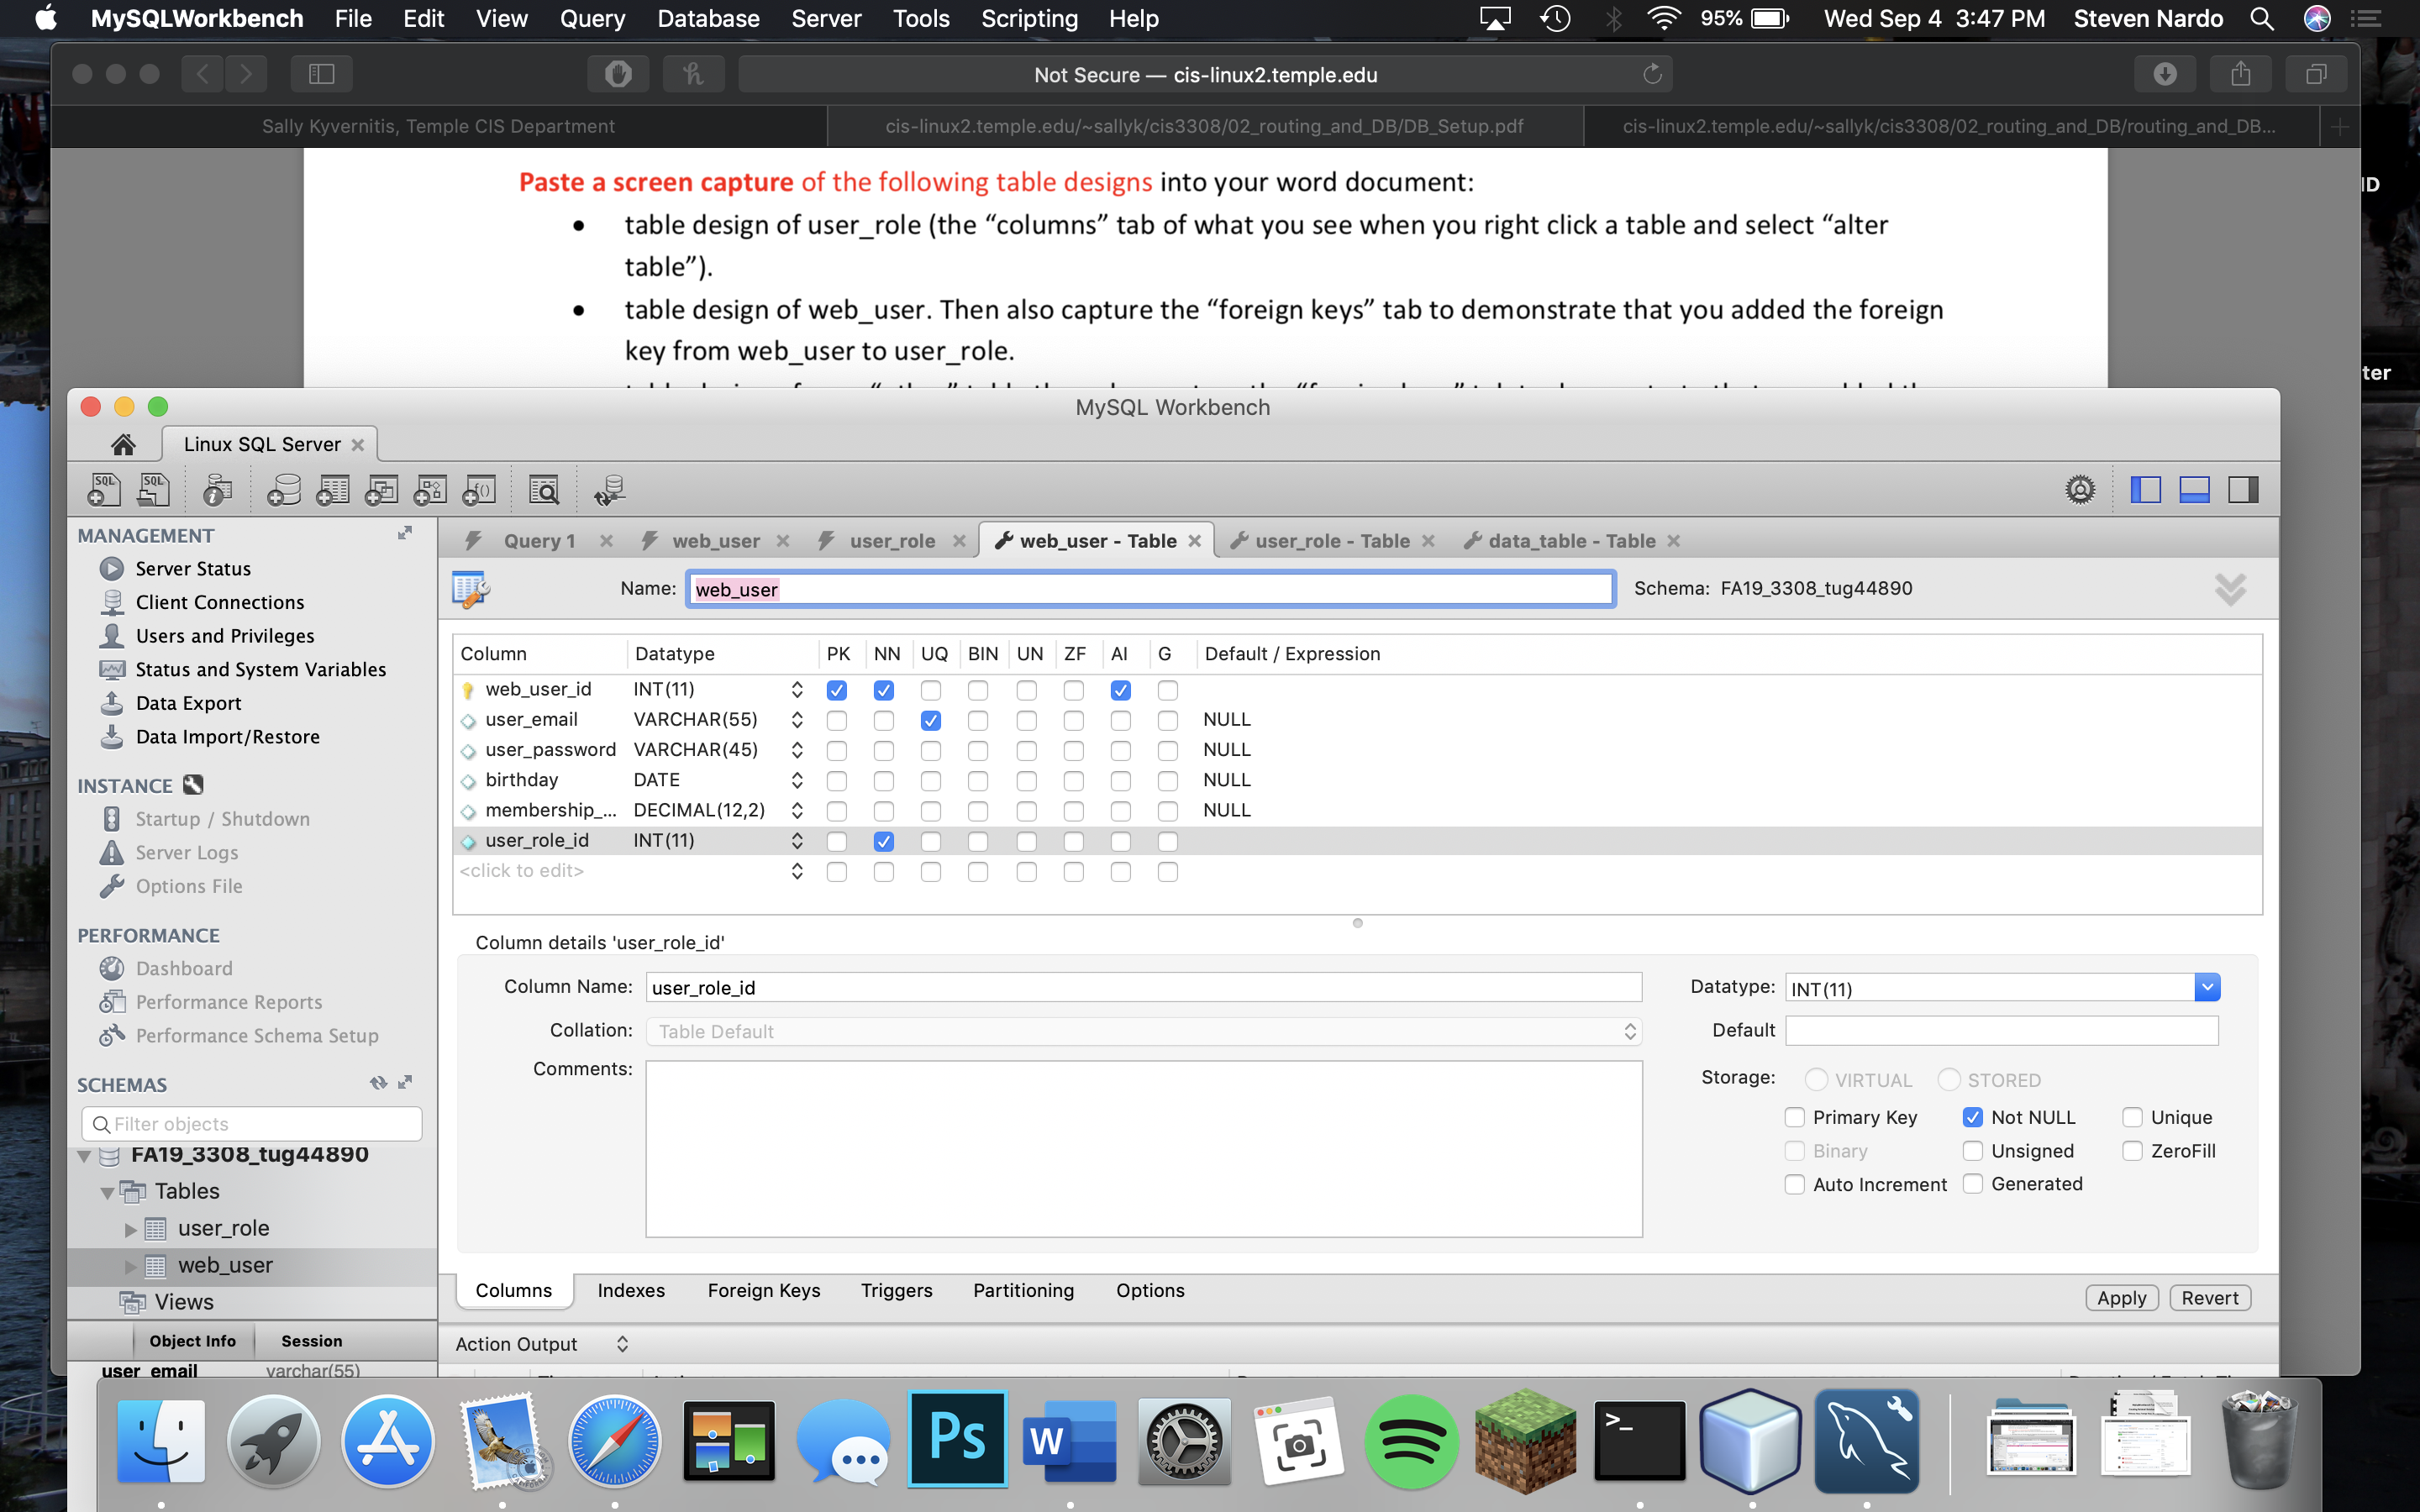 MySQLWorkbench File Edit View Query Database Server Tools Scripting Help 95% Wed Sep 4 3:47 PM Steven Nardo
Not Secure — cis-linux2.temple.edu
Sally Kyvernitis, Temple CIS Department
cis-linux2.temple.edu/~sallyk/cis3308/02_routing_and_DB/DB_Setup.pdf
cis-linux2.temple.edu/~sallyk/cis3308/02_routing_and_DB/routing_and_DB...
Paste a screen capture of the following table designs into your word document:
• table design of user_role (the “columns” tab of what you see when you right click a table and select “alter
table”).
• table design of web_user. Then also capture the “foreign keys” tab to demonstrate that you added the foreign
key from web_user to user_role.
ID
ter
MySQL Workbench
Linux SQL Server
MANAGEMENT
Server Status
Client Connections
Users and Privileges
Status and System Variables
Data Export
Data Import/Restore
INSTANCE
Startup / Shutdown
Server Logs
Options File
PERFORMANCE
Dashboard
Performance Reports
Performance Schema Setup
SCHEMAS
Filter objects
FA19_3308_tug44890
Tables
user_role
web_user
Views
Object Info Session
user_email varchar(55)
Query 1 web_user user_role web_user - Table user_role - Table data_table - Table
Name: web_user Schema: FA19_3308_tug44890
Column Datatype PK NN UQ BIN UN ZF AI G Default / Expression
web_user_id INT(11)
user_email VARCHAR(55) NULL
user_password VARCHAR(45) NULL
birthday DATE NULL
membership_... DECIMAL(12,2) NULL
user_role_id INT(11)
<click to edit>
Column details 'user_role_id'
Column Name: user_role_id Datatype: INT(11)
Collation: Table Default Default
Comments: Storage: VIRTUAL STORED
Primary Key Not NULL Unique
Binary Unsigned ZeroFill
Auto Increment Generated
Columns Indexes Foreign Keys Triggers Partitioning Options Apply Revert
Action Output
Ps
W
>_